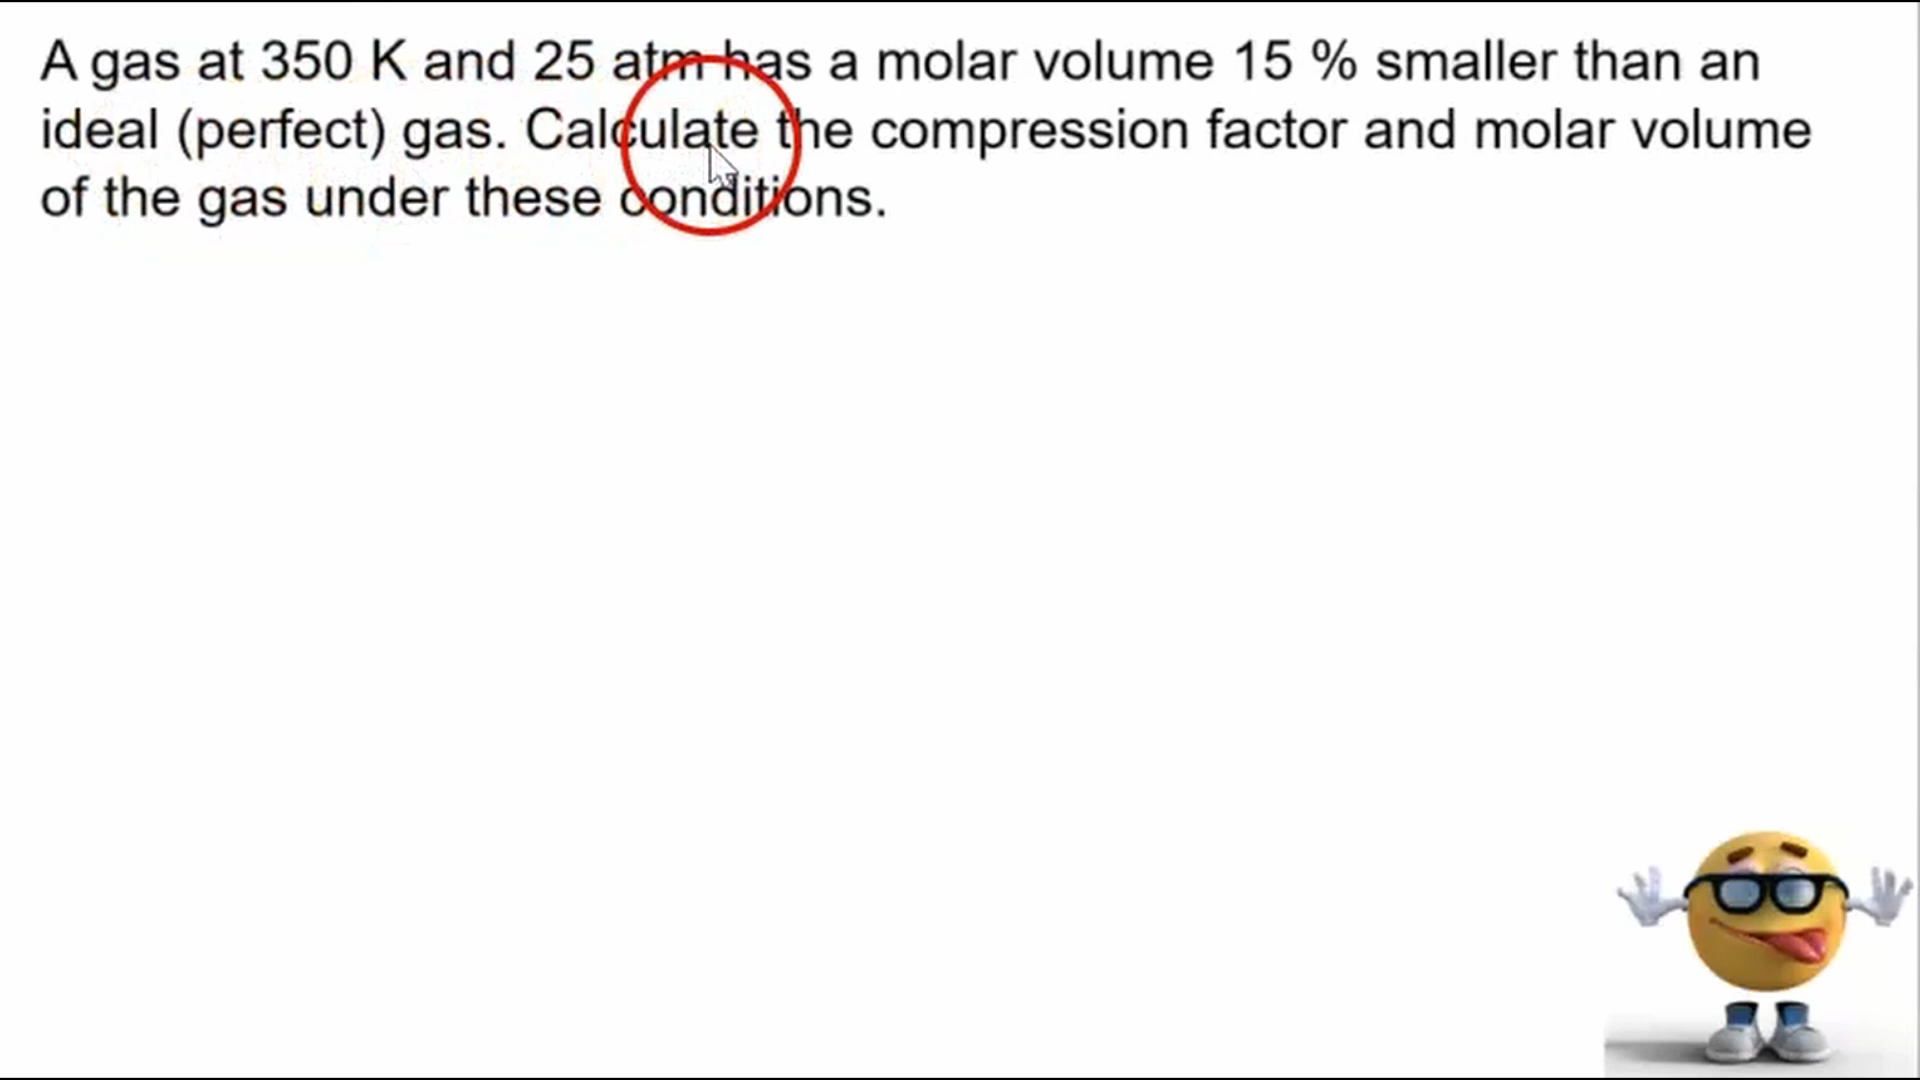 A gas at 350 K and 25 atm has a molar volume 15 % smaller than an
ideal (perfect) gas. Calculate the compression factor and molar volume
of the gas under these conditions.